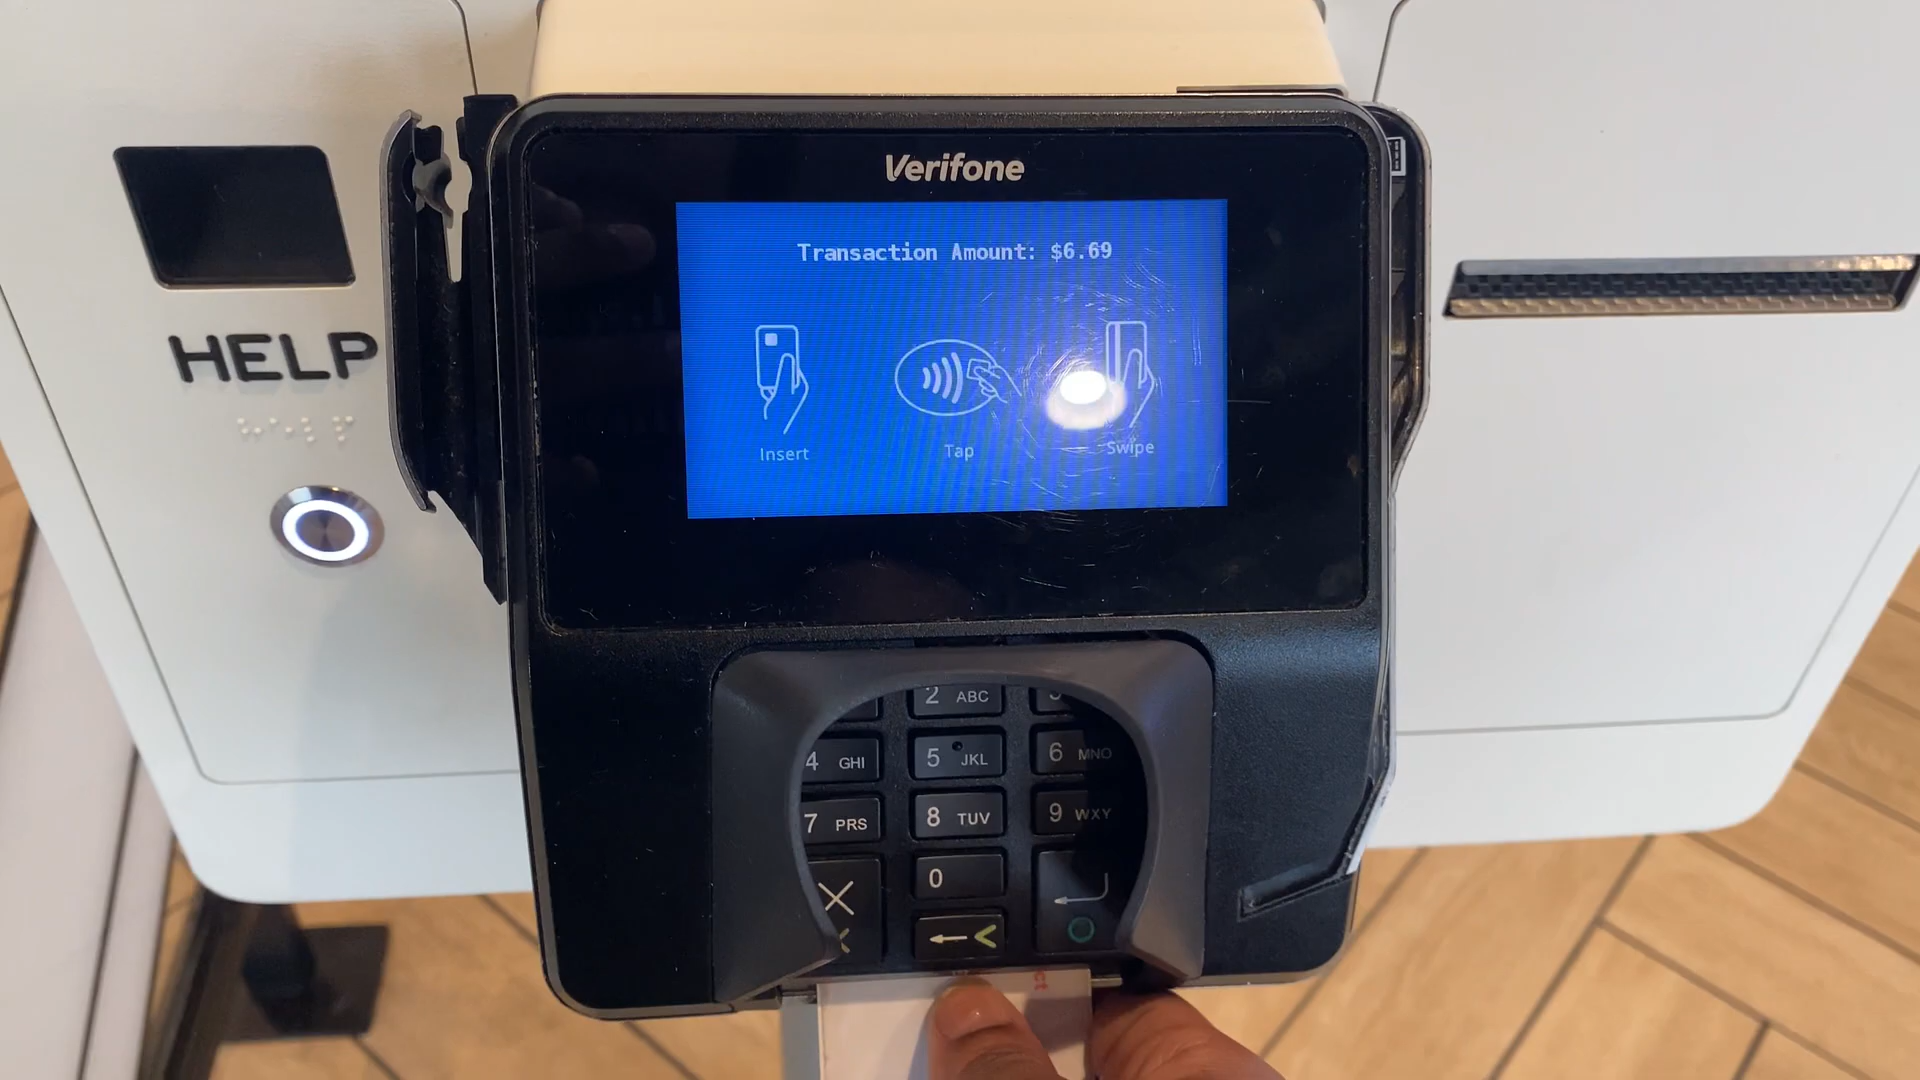 Verifone
Transaction Amount: $6.69
Insert
Tap
Swipe
HELP
2 ABC
4 GHI
5 JKL
6 MNO
7 PRS
8 TUV
9 WXY
0